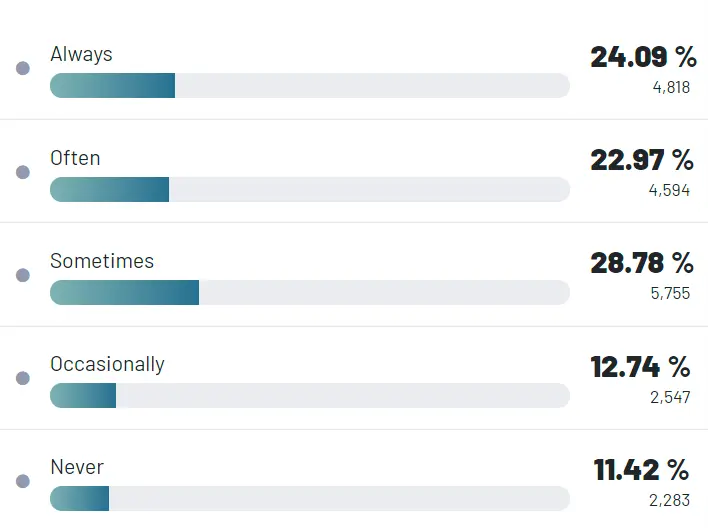 Always
24.09 %
4,818
Often
22.97 %
4,594
Sometimes
28.78 %
5,755
Occasionally
12.74 %
2,547
Never
11.42 %
2,283